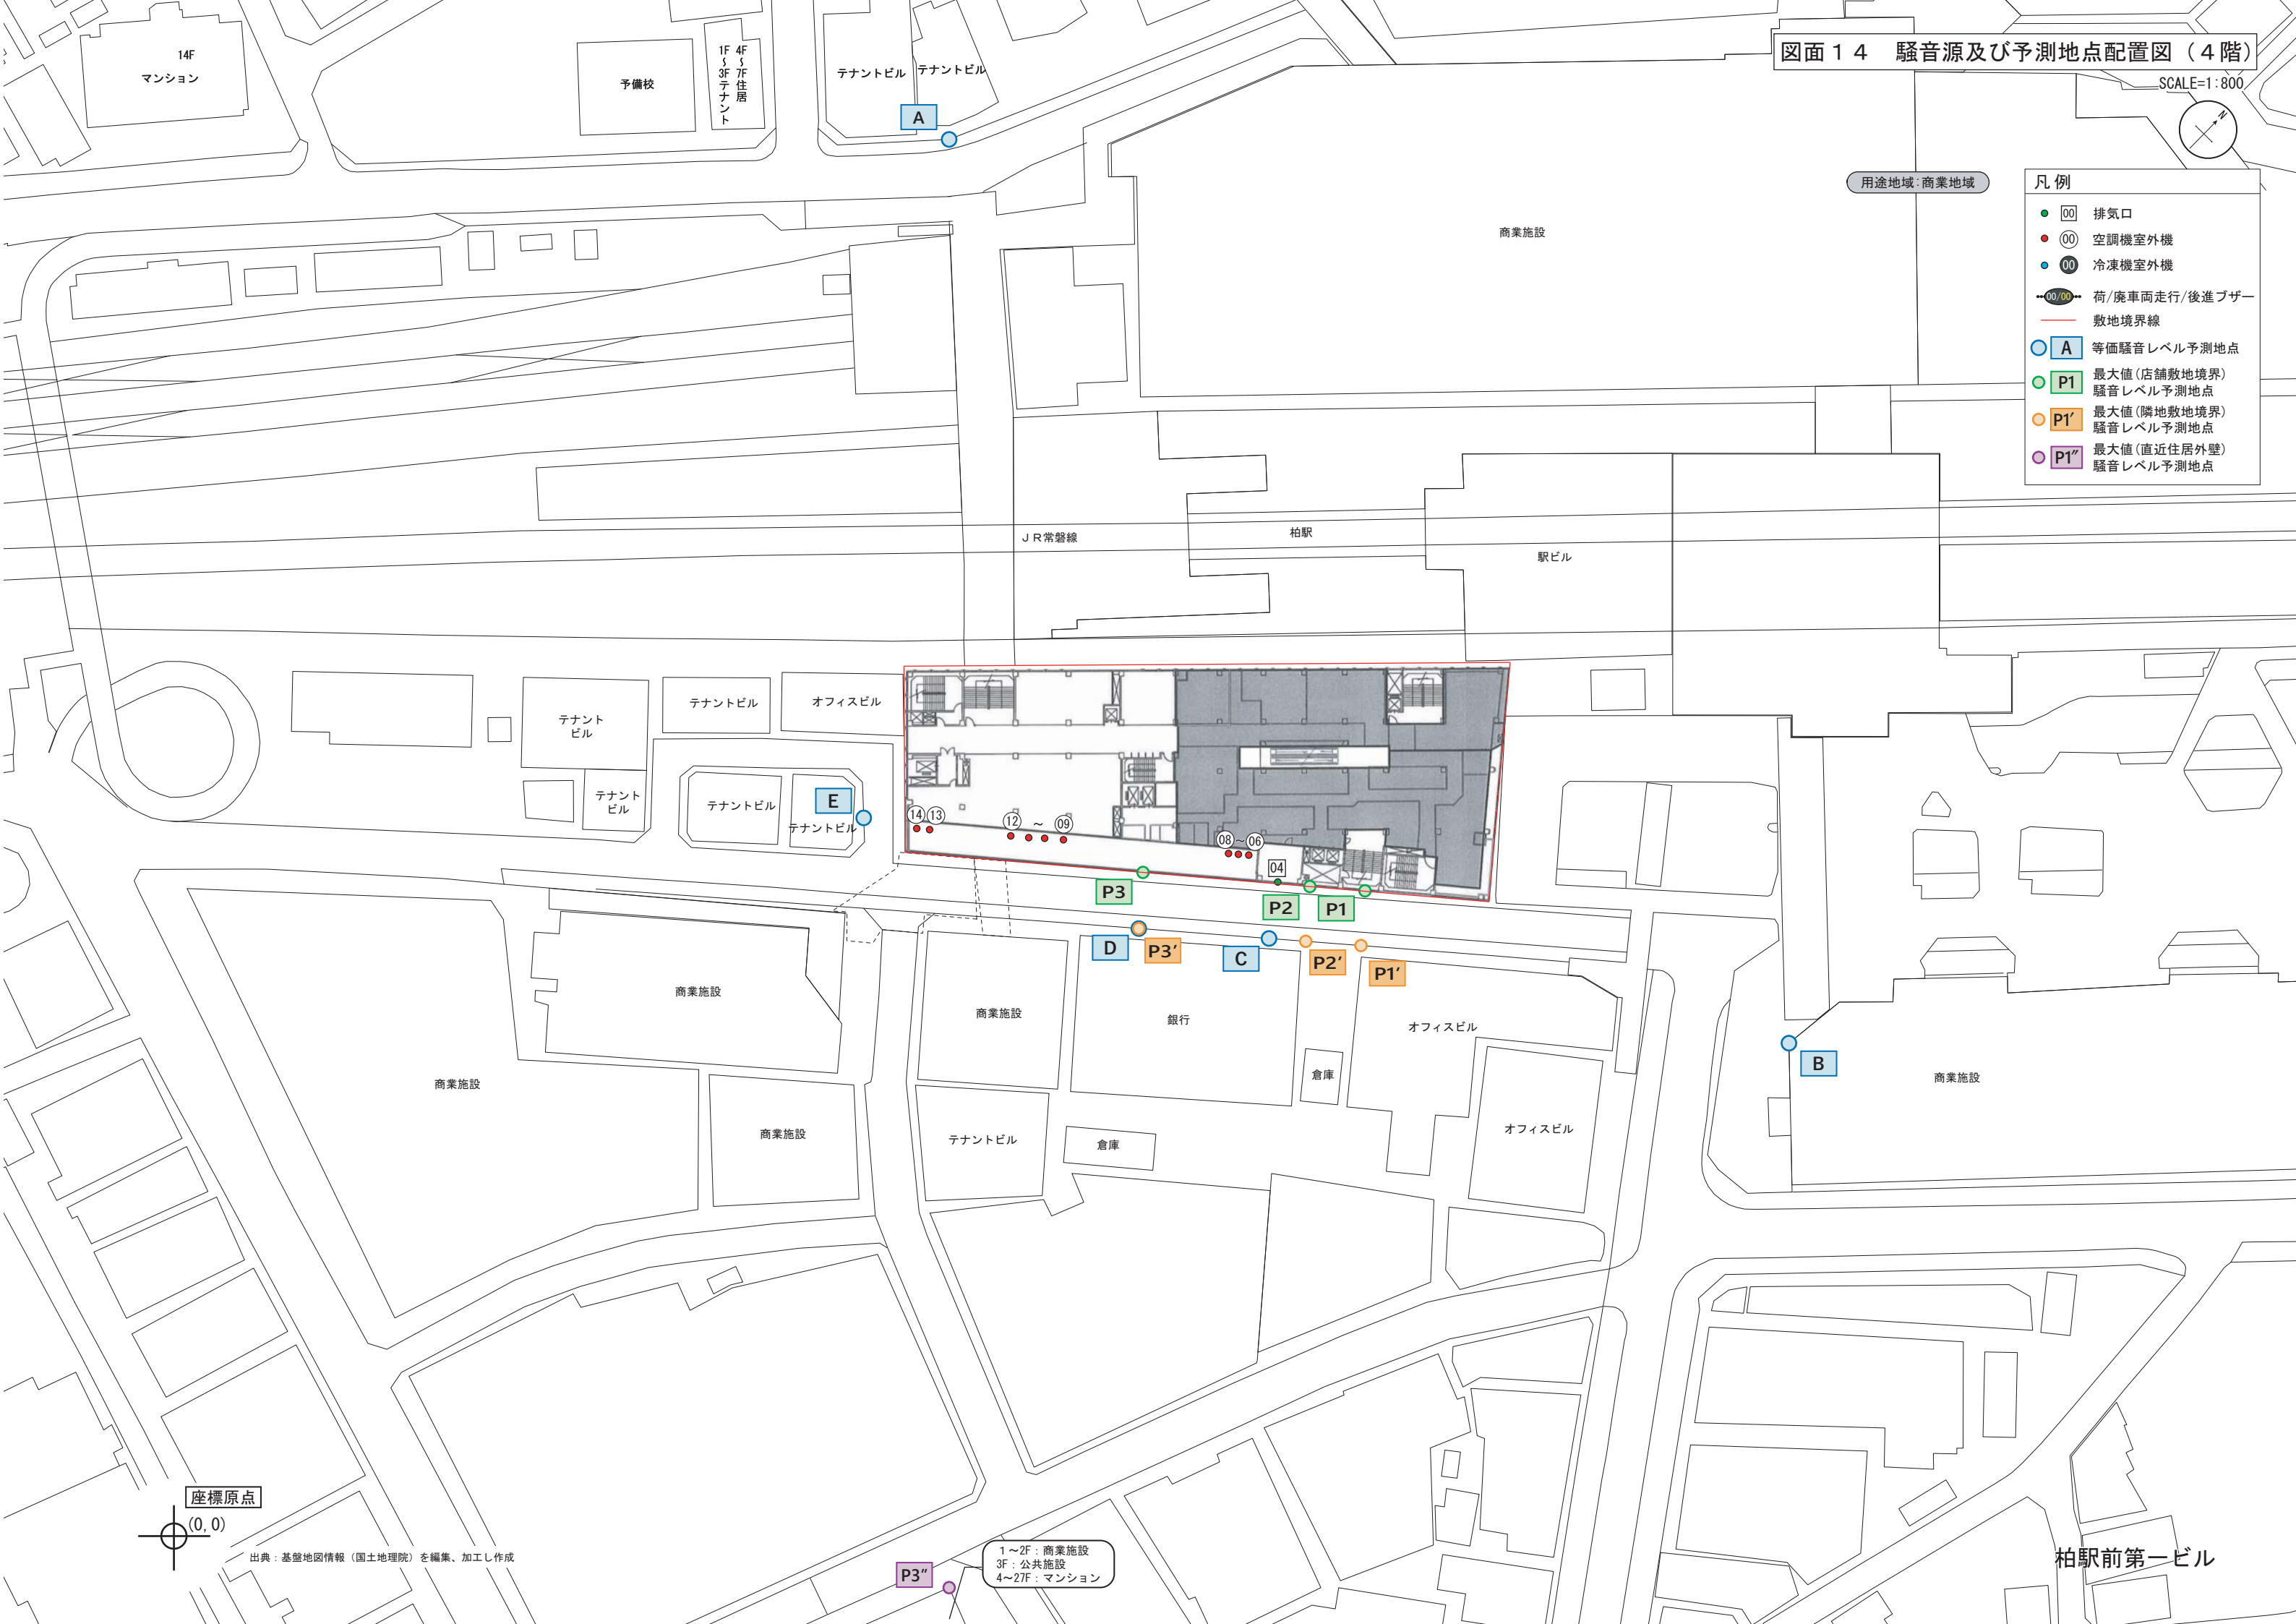 図面１４　騒音源及び予測地点配置図（４階）
SCALE=1:800
N
用途地域:商業地域
凡例
00 排気口
00 空調機室外機
00 冷凍機室外機
00/00 荷/廃車両走行/後進ブザー
敷地境界線
A 等価騒音レベル予測地点
P1 最大値(店舗敷地境界)
騒音レベル予測地点
P1′ 最大値(隣地敷地境界)
騒音レベル予測地点
P1″ 最大値(直近住居外壁)
騒音レベル予測地点
14F
マンション
予備校
1F～3Fテナント
4F～7F住居
テナントビル
テナントビル
A
商業施設
ＪＲ常磐線
柏駅
駅ビル
テナント
ビル
テナントビル
オフィスビル
テナント
ビル
テナントビル
E
テナントビル
14 13
12 ～ 09
08～06
04
P3
P2
P1
D
P3′
C
P2′
P1′
商業施設
商業施設
銀行
オフィスビル
倉庫
B
商業施設
商業施設
商業施設
テナントビル
倉庫
オフィスビル
座標原点
(0,0)
出典：基盤地図情報（国土地理院）を編集、加工し作成
P3″
1～2F：商業施設
3F：公共施設
4～27F：マンション
柏駅前第一ビル